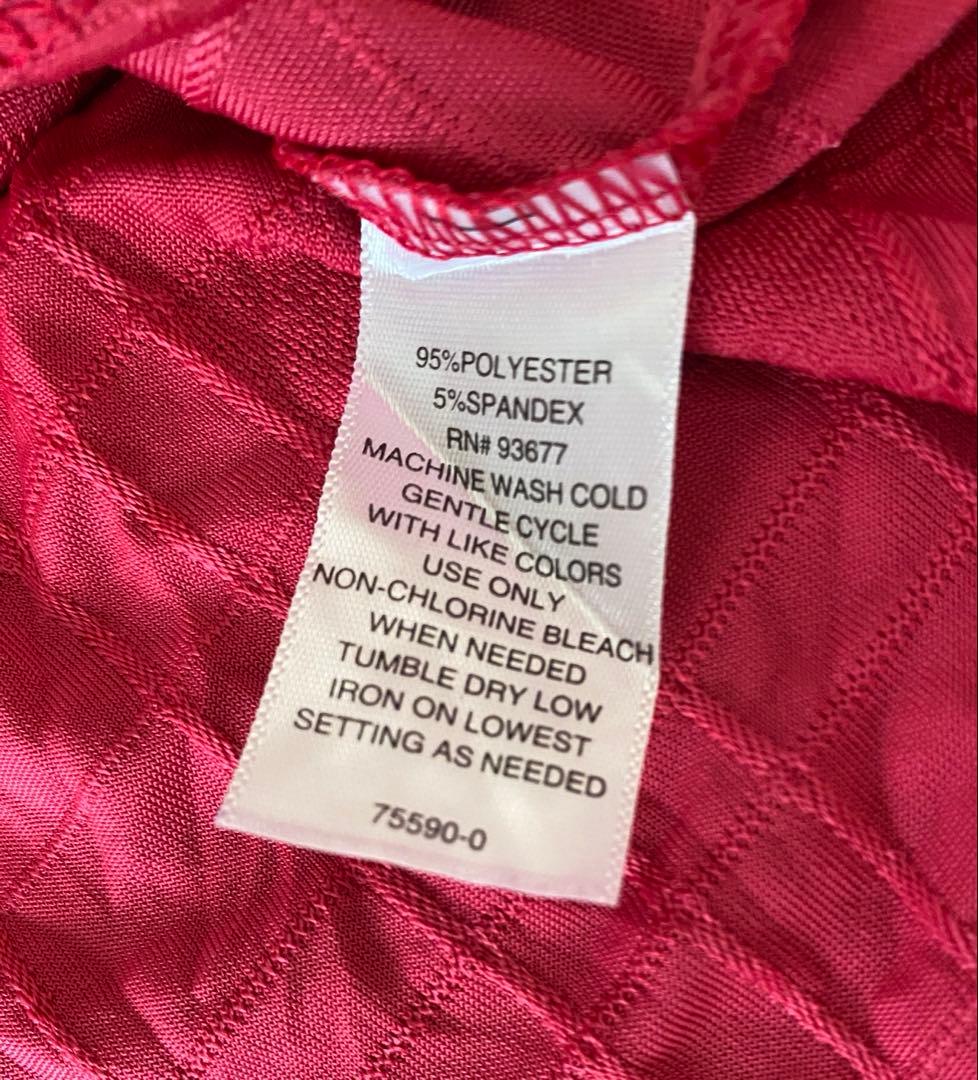 95%POLYESTER
5%SPANDEX
RN# 93677
MACHINE WASH COLD
GENTLE CYCLE
WITH LIKE COLORS
USE ONLY
NON-CHLORINE BLEACH
WHEN NEEDED
TUMBLE DRY LOW
IRON ON LOWEST
SETTING AS NEEDED
75590-0